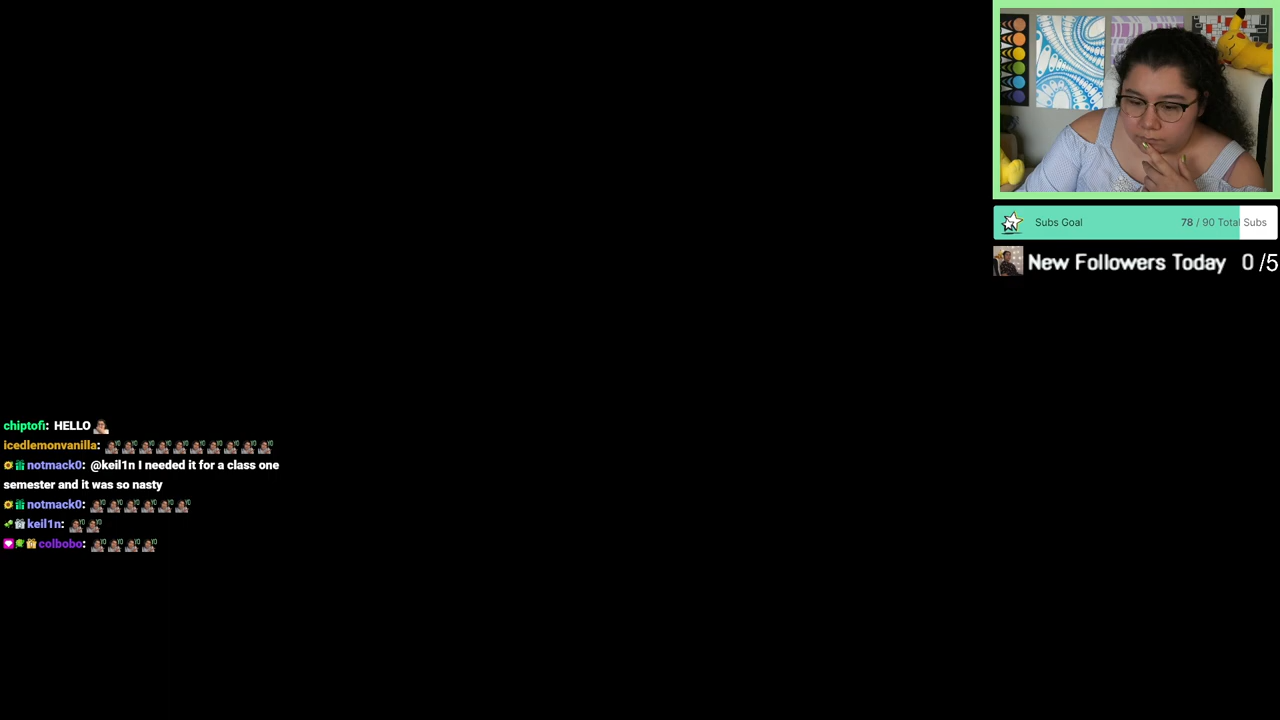 Subs Goal 78 / 90 Total Subs
New Followers Today 0 /5
chiptofi: HELLO
icedlemonvanilla:
notmack0: @keil1n I needed it for a class one
semester and it was so nasty
notmack0:
keil1n:
colbobo: